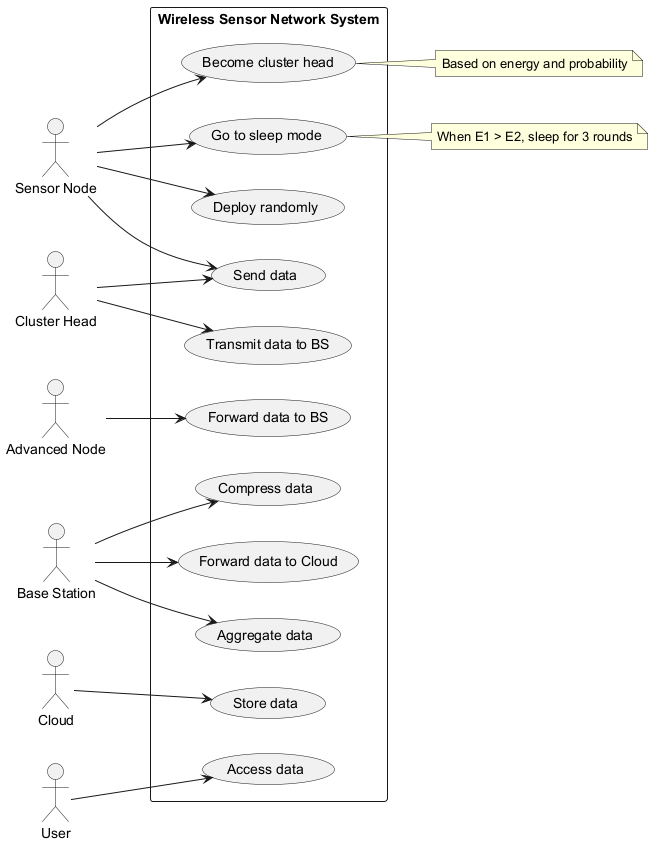 Wireless Sensor Network System
Become cluster head
Based on energy and probability
Go to sleep mode
When E1 > E2, sleep for 3 rounds
Sensor Node
Deploy randomly
Send data
Cluster Head
Transmit data to BS
Forward data to BS
Advanced Node
Compress data
Forward data to Cloud
Base Station
Aggregate data
Store data
Cloud
Access data
User